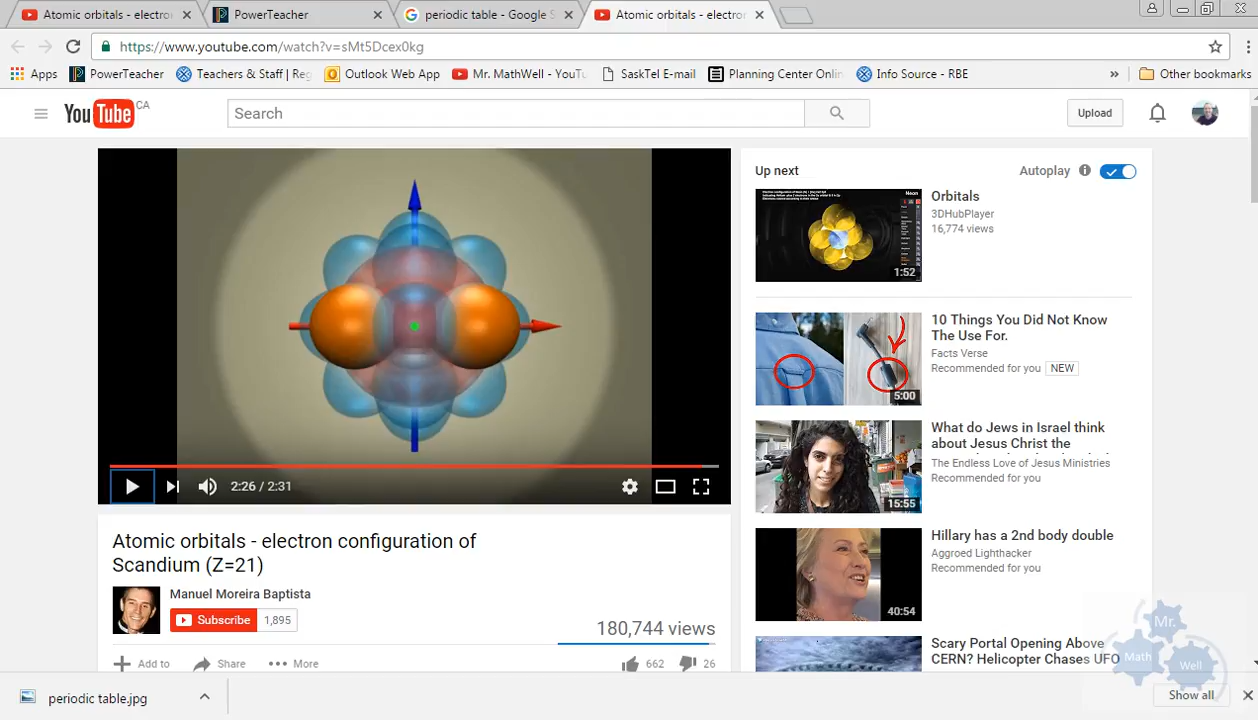 Atomic orbitals - electron
PowerTeacher
periodic table - Google S
Atomic orbitals - electron
https://www.youtube.com/watch?v=sMt5Dcex0kg
Apps PowerTeacher Teachers & Staff | Reg Outlook Web App Mr. MathWell - YouTu SaskTel E-mail Planning Center Onlin Info Source - RBE » Other bookmarks
YouTube CA
Search
Upload
Up next
Autoplay
Neon
1:52
Orbitals
3DHubPlayer
16,774 views
5:00
10 Things You Did Not Know
The Use For.
Facts Verse
Recommended for you NEW
15:55
What do Jews in Israel think
about Jesus Christ the
The Endless Love of Jesus Ministries
Recommended for you
40:54
Hillary has a 2nd body double
Aggroed Lighthacker
Recommended for you
Scary Portal Opening Above
CERN? Helicopter Chases UFO
2:26 / 2:31
Atomic orbitals - electron configuration of
Scandium (Z=21)
Manuel Moreira Baptista
Subscribe 1,895
180,744 views
Add to Share More 662 26
Mr.
Math
Well
periodic table.jpg
Show all